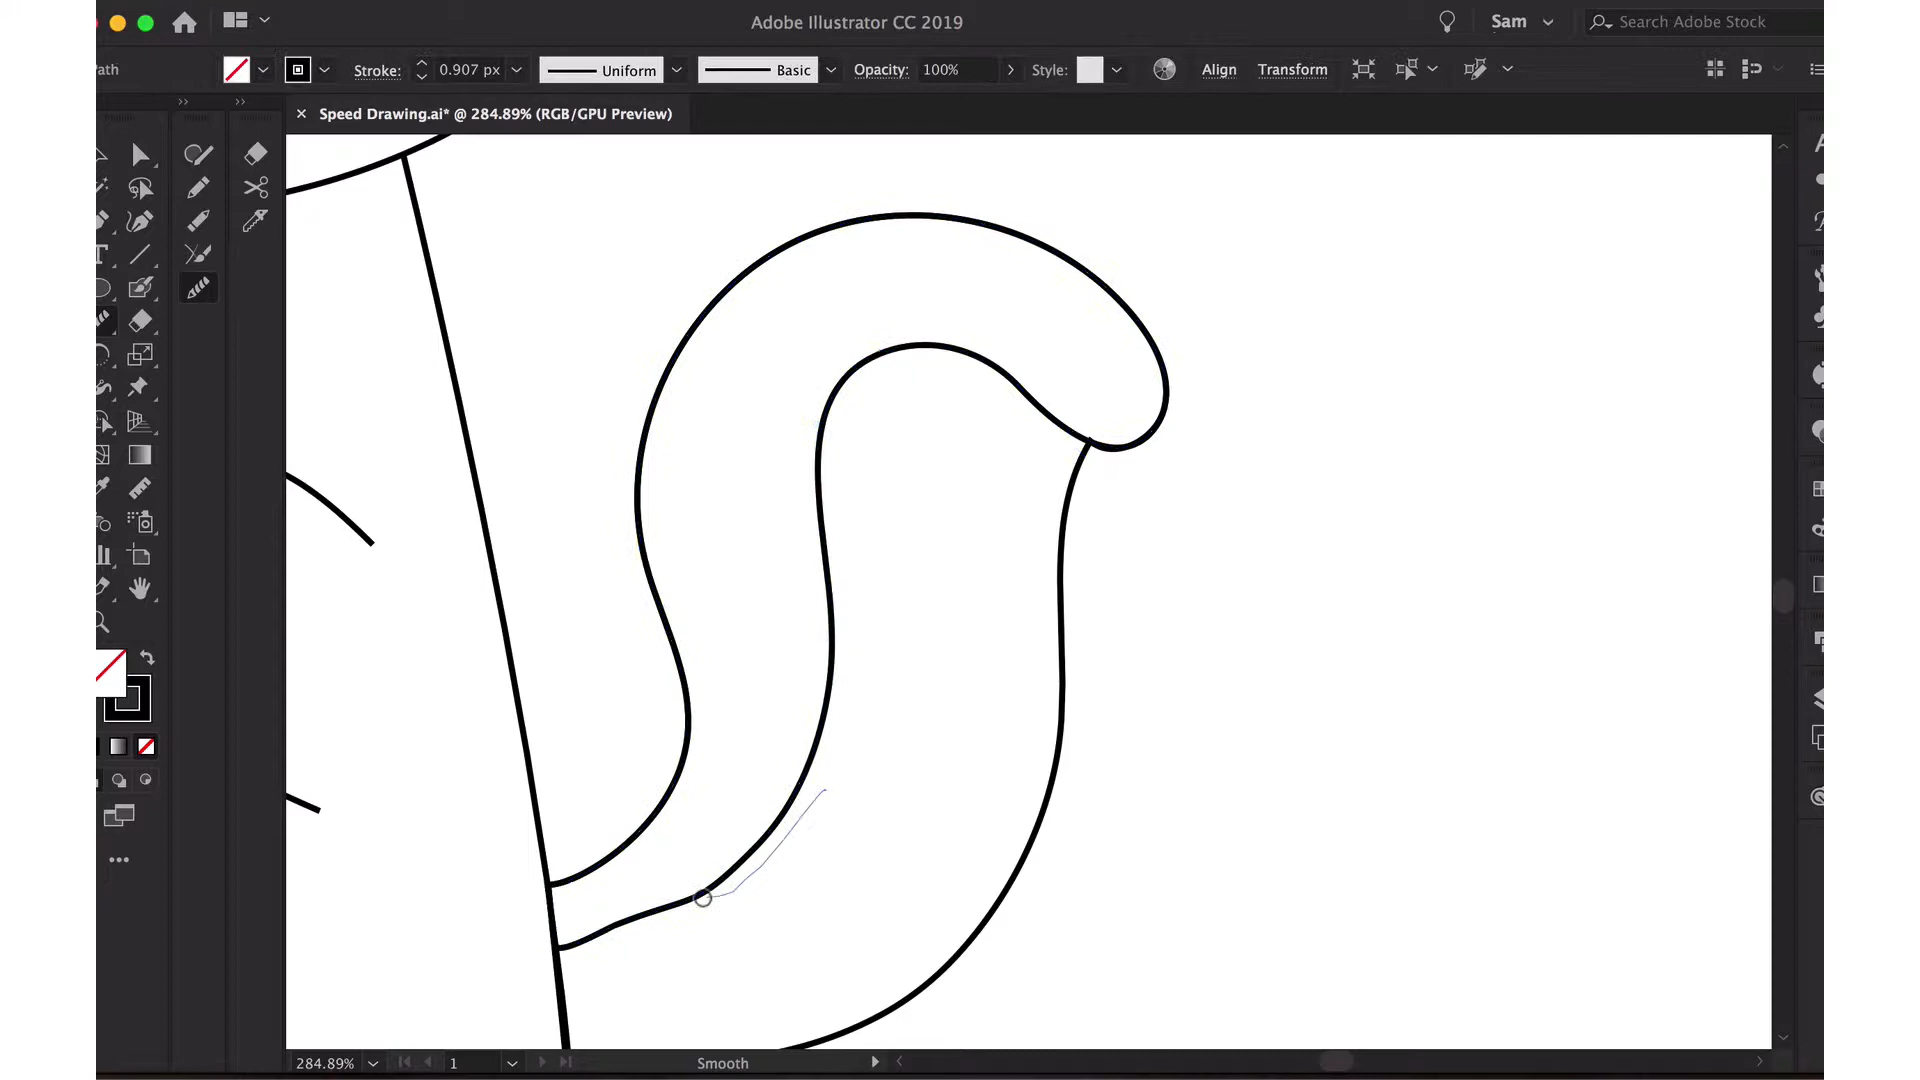 Adobe Illustrator CC 2019
Sam
Search Adobe Stock
Path
Stroke:
0.907 px
Uniform
Basic
Opacity:
100%
Style:
Align
Transform
Speed Drawing.ai* @ 284.89% (RGB/GPU Preview)
284.89%
1
Smooth